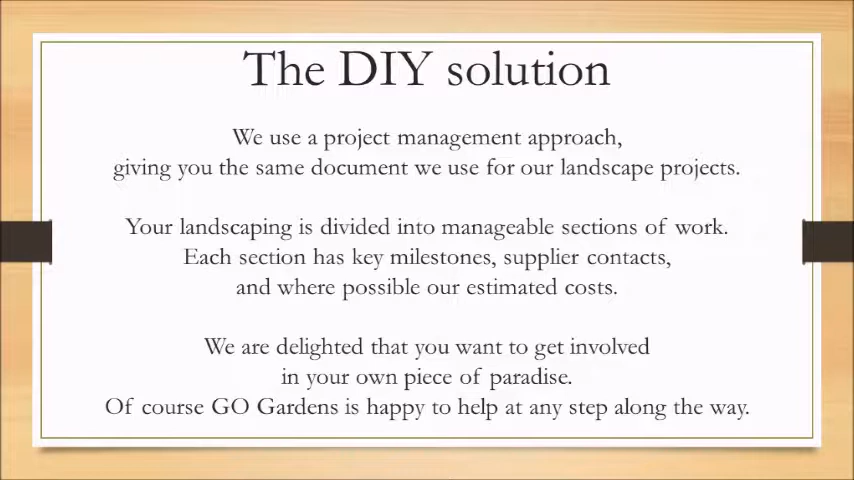 The DIY solution
We use a project management approach,
giving you the same document we use for our landscape projects.
Your landscaping is divided into manageable sections of work.
Each section has key milestones, supplier contacts,
and where possible our estimated costs.
We are delighted that you want to get involved
in your own piece of paradise.
Of course GO Gardens is happy to help at any step along the way.